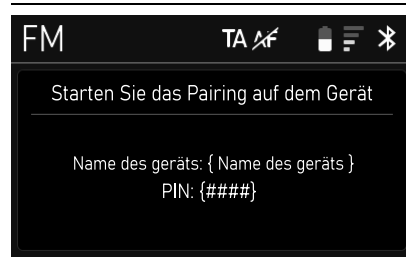 FM TA AF
Starten Sie das Pairing auf dem Gerät
Name des geräts: { Name des geräts }
PIN: {####}